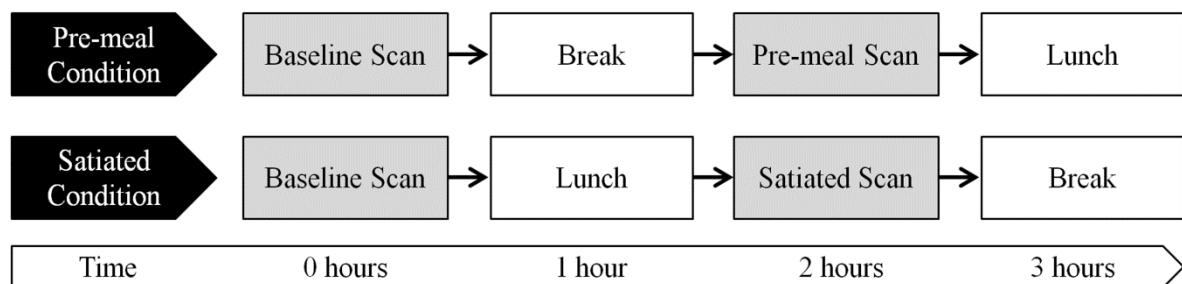 Pre-meal
Condition
Baseline Scan
Break
Pre-meal Scan
Lunch
Satiated
Condition
Baseline Scan
Lunch
Satiated Scan
Break
Time
0 hours
1 hour
2 hours
3 hours